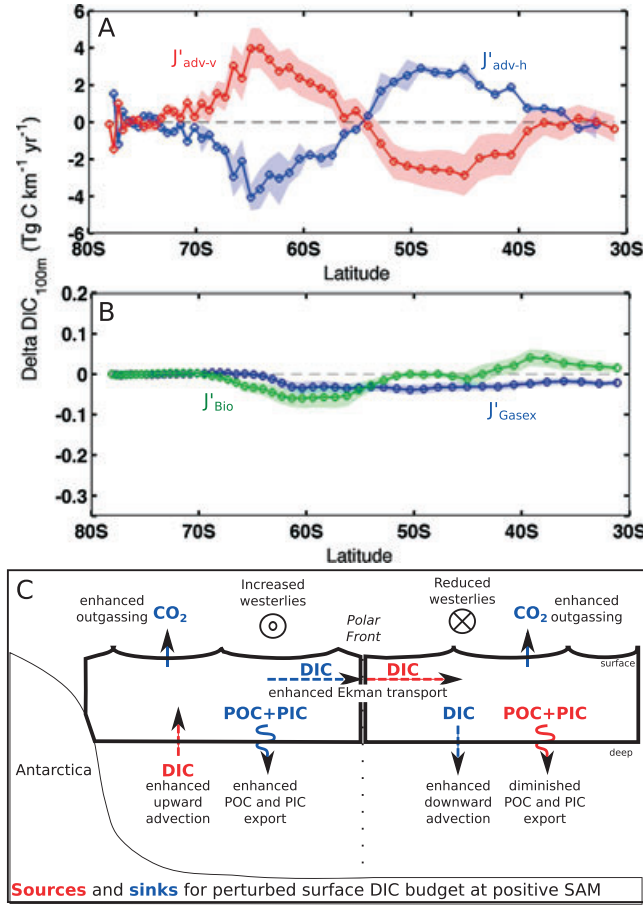 A
J'adv-v
J'adv-h
6
4
2
0
-2
-4
-6
80S 70S 60S 50S 40S 30S
Latitude
Delta DIC100m (Tg C km-1 yr-1)
B
0.2
0.1
0
-0.1
-0.2
-0.3
J'Bio
J'Gasex
80S 70S 60S 50S 40S 30S
Latitude
C
enhanced outgassing
CO2
Increased westerlies
Polar Front
Reduced westerlies
CO2
enhanced outgassing
surface
DIC
DIC
enhanced Ekman transport
POC+PIC
DIC
POC+PIC
deep
Antarctica
DIC
enhanced upward advection
enhanced POC and PIC export
enhanced downward advection
diminished POC and PIC export
Sources and sinks for perturbed surface DIC budget at positive SAM